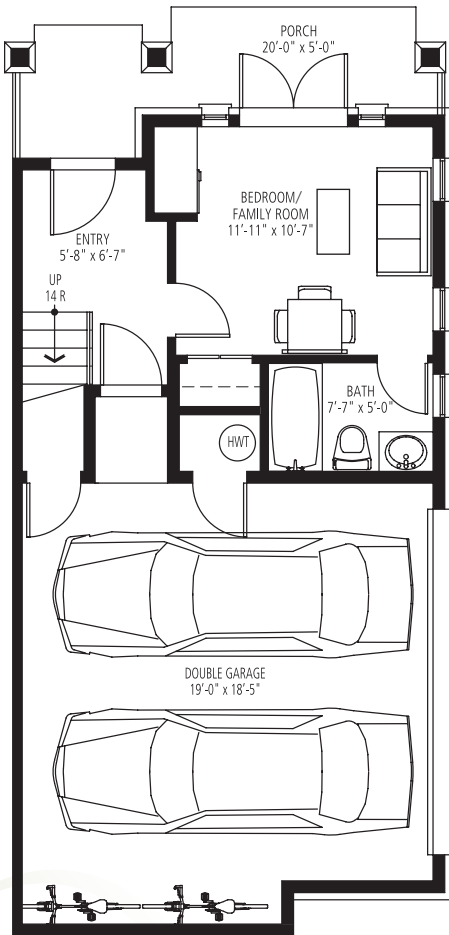 PORCH
20'-0" x 5'-0"
BEDROOM/
FAMILY ROOM
11'-11" x 10'-7"
ENTRY
5'-8" x 6'-7"
UP
14 R
BATH
7'-7" x 5'-0"
HWT
DOUBLE GARAGE
19'-0" x 18'-5"